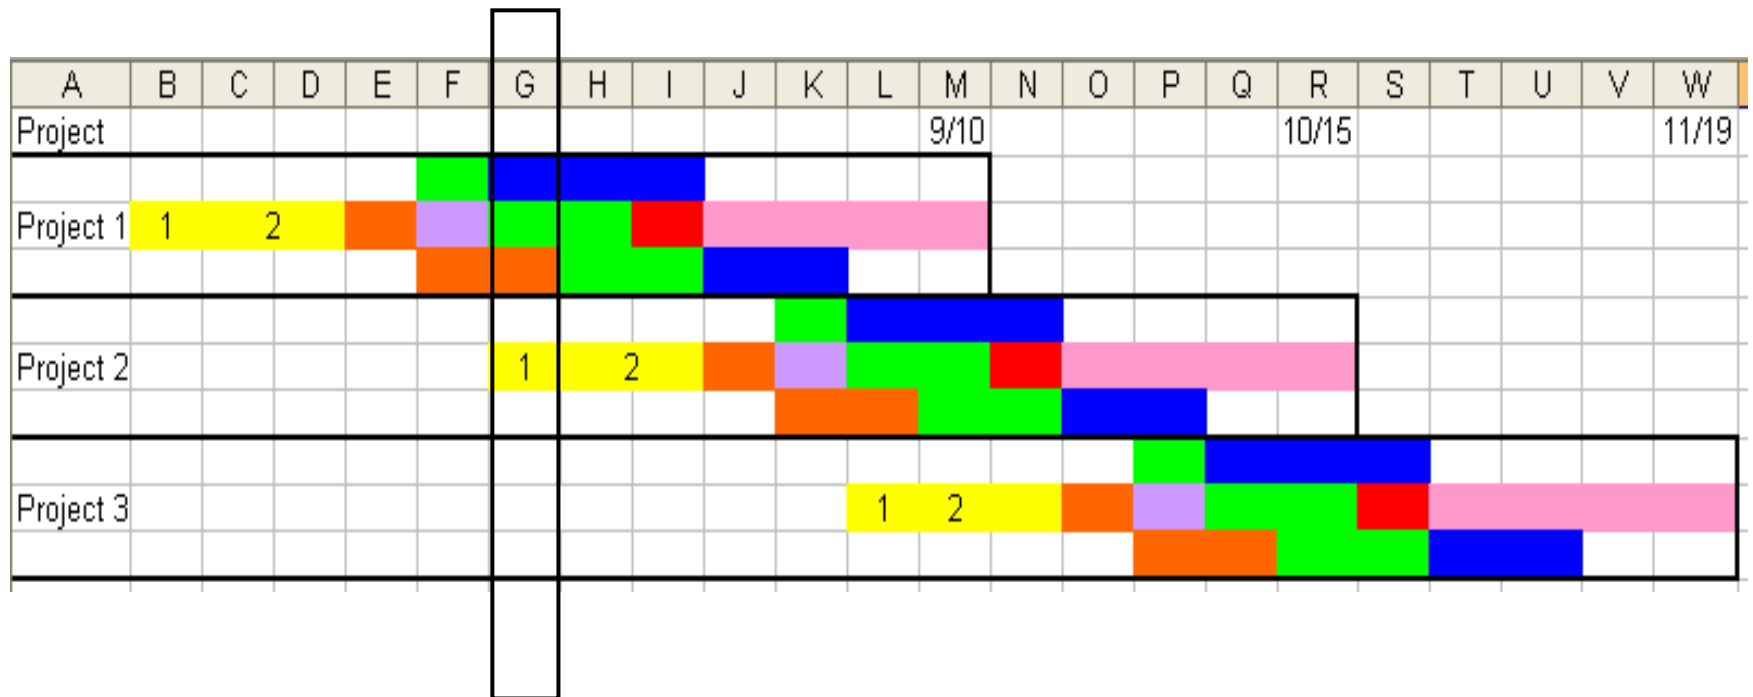 A B C D E F G H I J K L M N O P Q R S T U V W
Project 9/10 10/15 11/19
Project 1 1 2
Project 2 1 2
Project 3 1 2